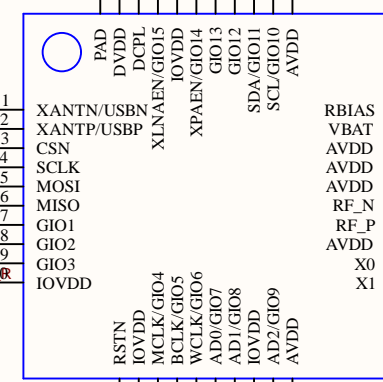 PAD
DVDD
DCPL
XLNAEN/GIO15
IOVDD
XPAEN/GIO14
GIO13
GIO12
SDA/GIO11
SCL/GIO10
AVDD
1 XANTN/USBN RBIAS
2 XANTP/USBP VBAT
3 CSN AVDD
4 SCLK AVDD
5 MOSI AVDD
6 MISO RF_N
7 GIO1 RF_P
8 GIO2 AVDD
9 GIO3 X0
IOVDD X1
RSTN
IOVDD
MCLK/GIO4
BCLK/GIO5
WCLK/GIO6
AD0/GIO7
AD1/GIO8
IOVDD
AD2/GIO9
AVDD